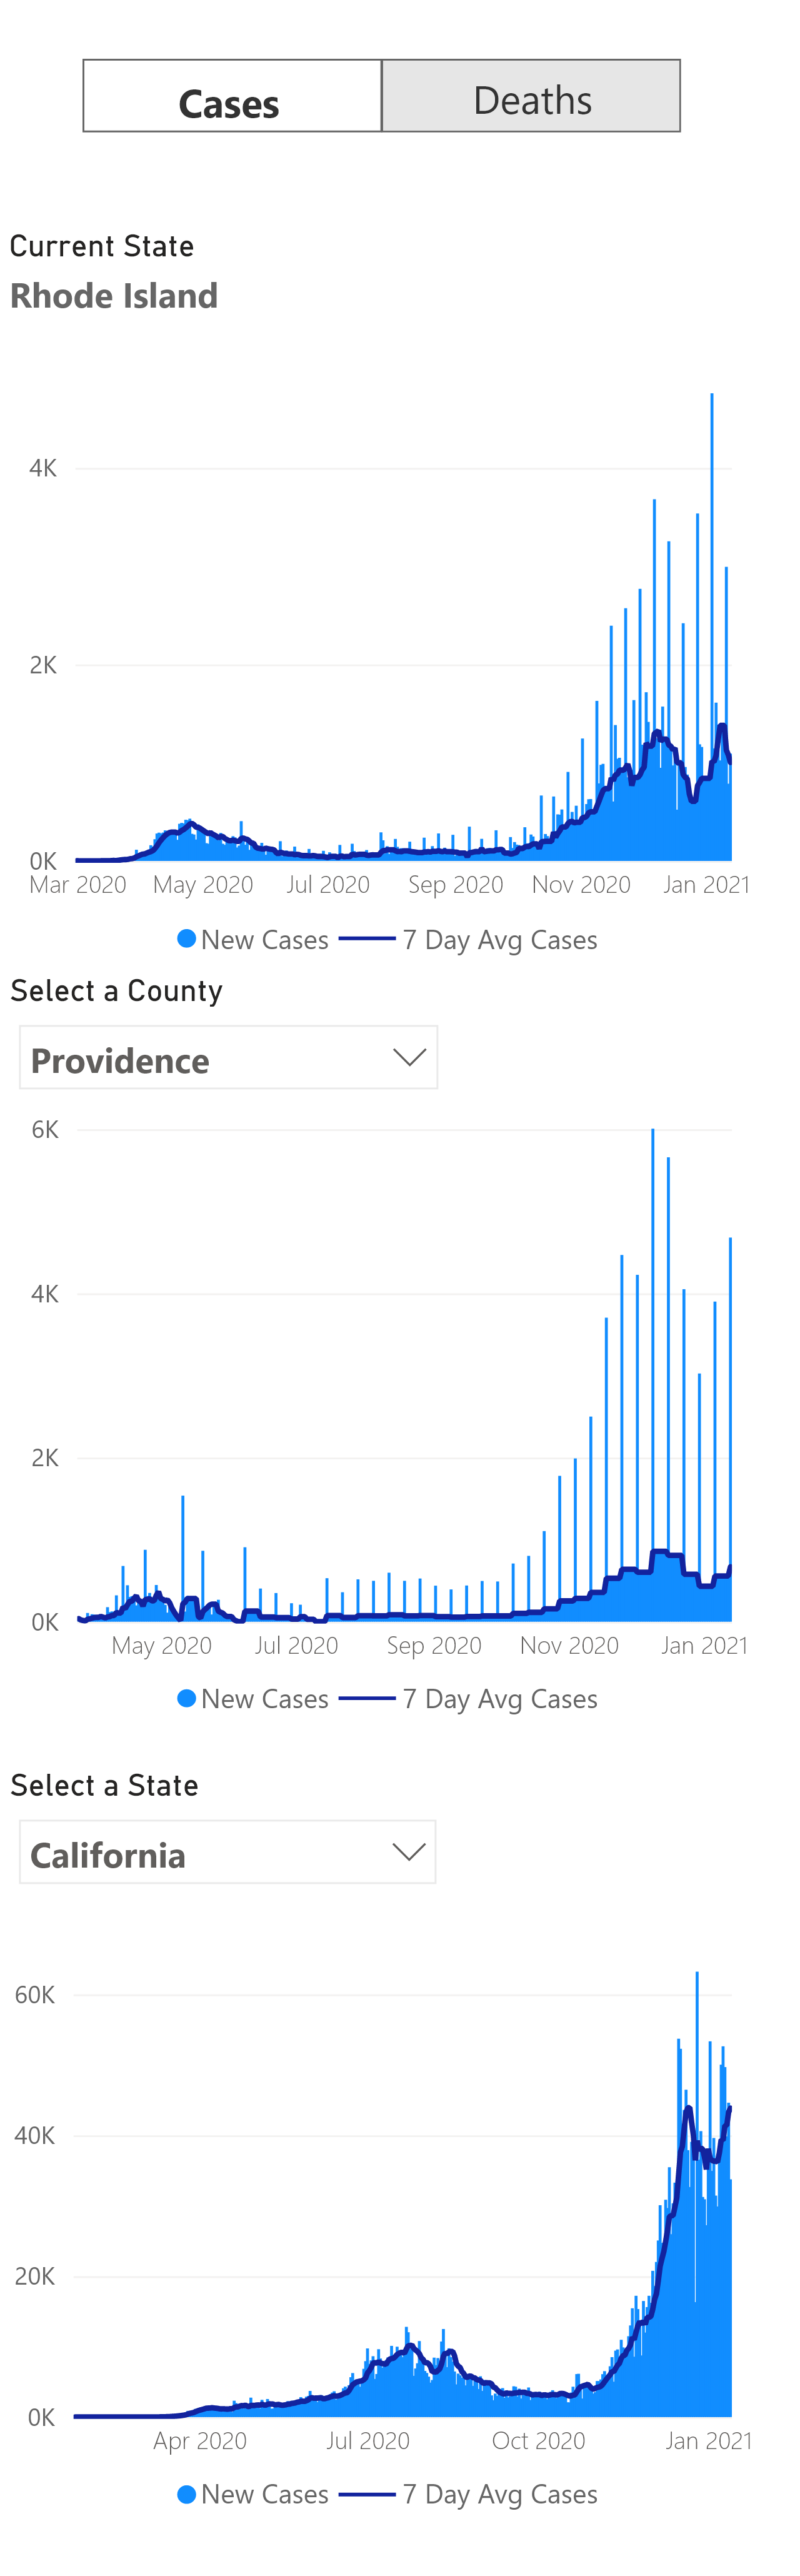 Cases Deaths
Current State
Rhode Island
4K
2K
0K
Mar 2020 May 2020 Jul 2020 Sep 2020 Nov 2020 Jan 2021
New Cases 7 Day Avg Cases
Select a County
Providence
6K
4K
2K
0K
May 2020 Jul 2020 Sep 2020 Nov 2020 Jan 2021
New Cases 7 Day Avg Cases
Select a State
California
60K
40K
20K
0K
Apr 2020 Jul 2020 Oct 2020 Jan 2021
New Cases 7 Day Avg Cases